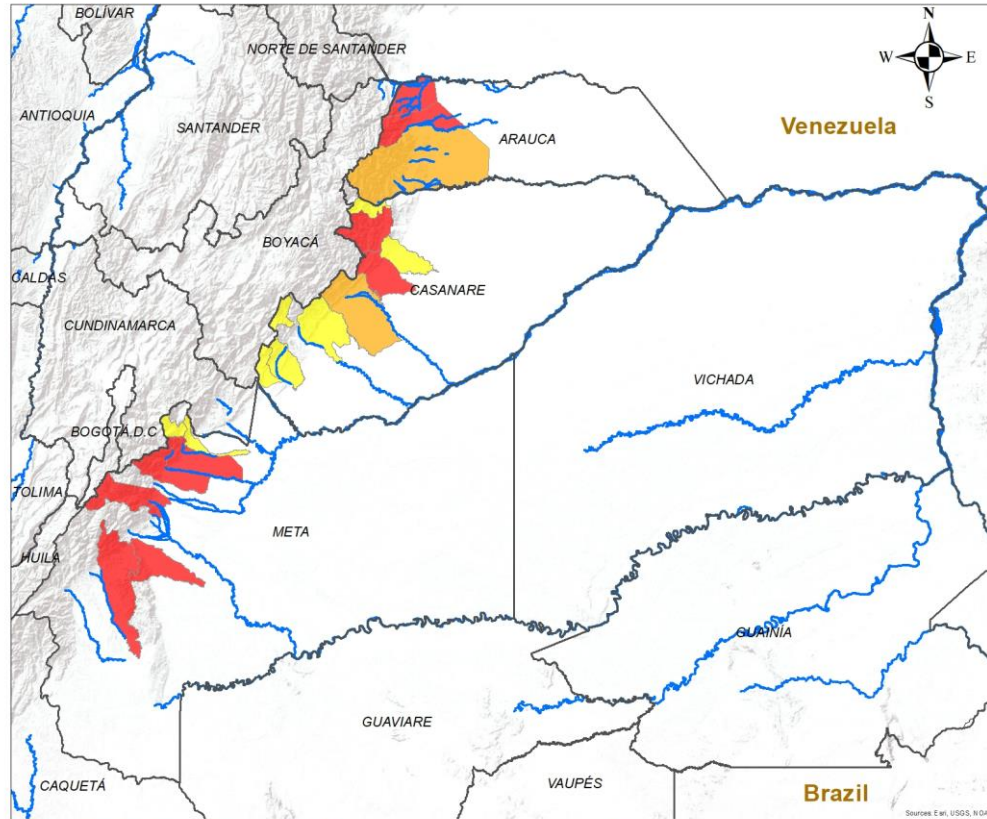 BOLÍVAR
N
NORTE DE SANTANDER
W E
S
ANTIOQUIA
SANTANDER
Venezuela
ARAUCA
BOYACÁ
CALDAS
CASANARE
CUNDINAMARCA
VICHADA
BOGOTÁ D.C
TOLIMA
META
HUILA
GUAINÍA
GUAVIARE
CAQUETÁ
VAUPÉS
Brazil
Sources: Esri, USGS, NOA